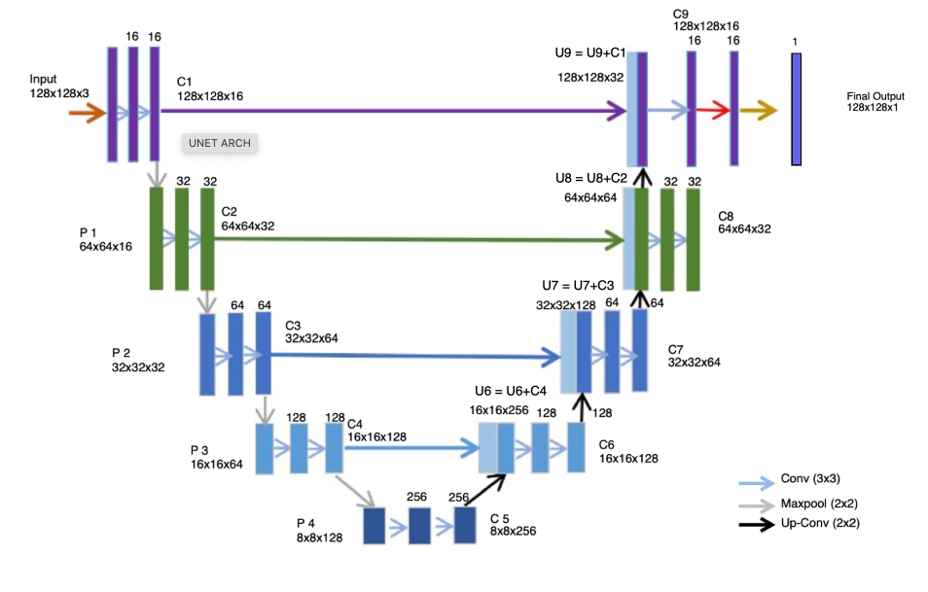 C9
128x128x16
16 16
16 16
1
U9 = U9+C1
Input
128x128x3
C1
128x128x16
128x128x32
Final Output
128x128x1
UNET ARCH
U8 = U8+C2
32 32
32 32
64x64x64
C2
64x64x32
C8
64x64x32
P 1
64x64x16
U7 = U7+C3
64 64
32x32x128
64 64
C3
32x32x64
P 2
32x32x32
C7
32x32x64
U6 = U6+C4
128 128
C4
16x16x128
16x16x256
128 128
P 3
16x16x64
C6
16x16x128
256 256
P 4
8x8x128
C 5
8x8x256
Conv (3x3)
Maxpool (2x2)
Up-Conv (2x2)